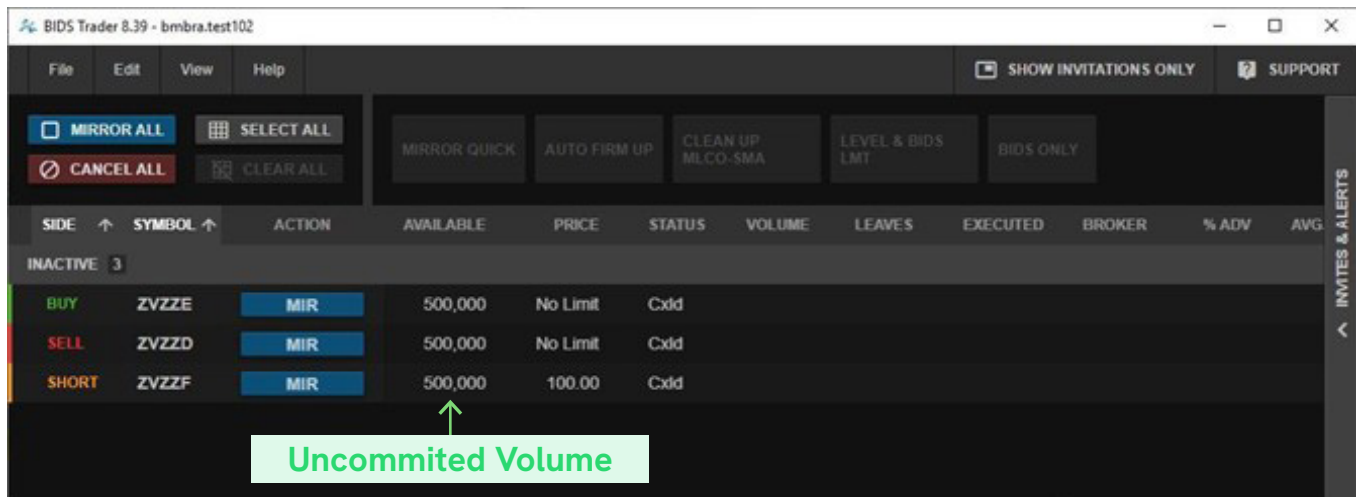 BIDS Trader 8.39 - bmbra.test102
File Edit View Help SHOW INVITATIONS ONLY SUPPORT
MIRROR ALL SELECT ALL
CANCEL ALL CLEAR ALL
MIRROR QUICK AUTO FIRM UP CLEAN UP LEVEL & BIDS BIDS ONLY
MLCO-SMA LMT
SIDE SYMBOL ACTION AVAILABLE PRICE STATUS VOLUME LEAVES EXECUTED BROKER % ADV AVG
INACTIVE 3
BUY ZVZZE MIR 500,000 No Limit Cxld
SELL ZVZZD MIR 500,000 No Limit Cxld
SHORT ZVZZF MIR 500,000 100.00 Cxld
Uncommited Volume
INVITES & ALERTS